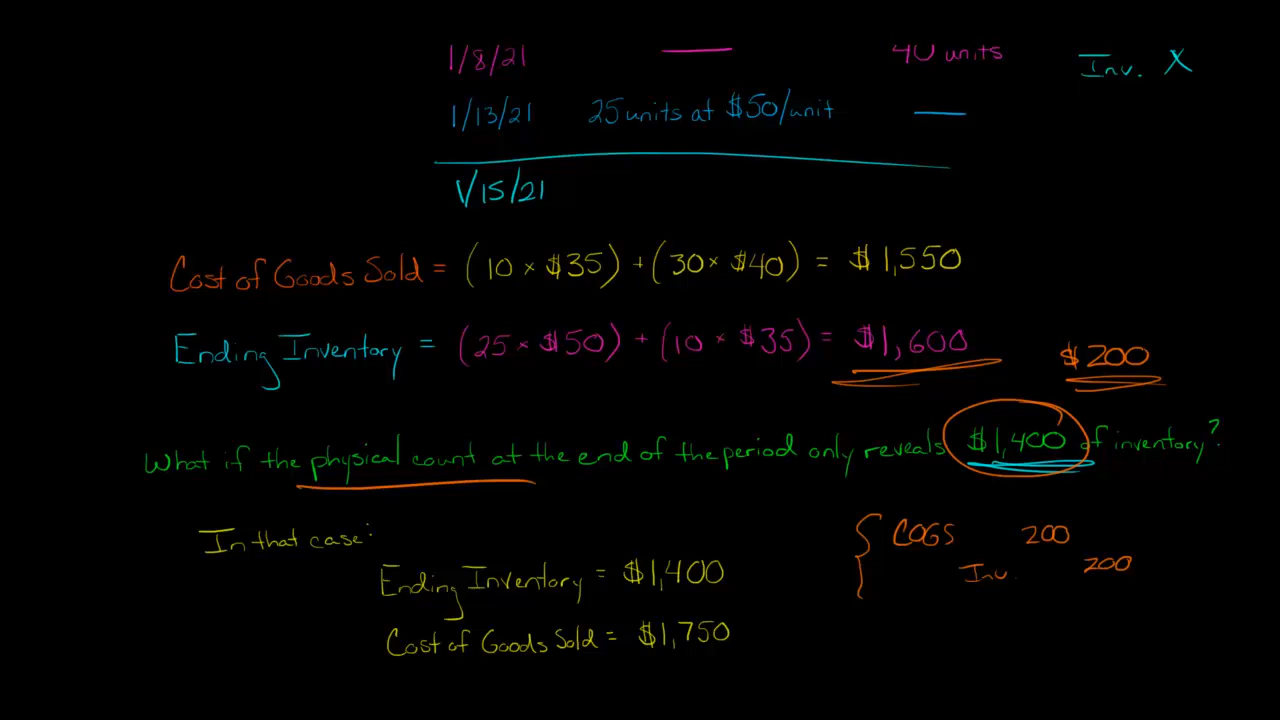 1/8/21 40 units
Inv. X
1/13/21 25 units at $50/unit
1/15/21
Cost of Goods Sold = (10 × $35) + (30 × $40) = $1,550
Ending Inventory = (25 × $50) + (10 × $35) = $1,600
$200
What if the physical count at the end of the period only reveals $1,400 of inventory?
In that case:
COGS 200
Inv. 200
Ending Inventory = $1,400
Cost of Goods Sold = $1,750